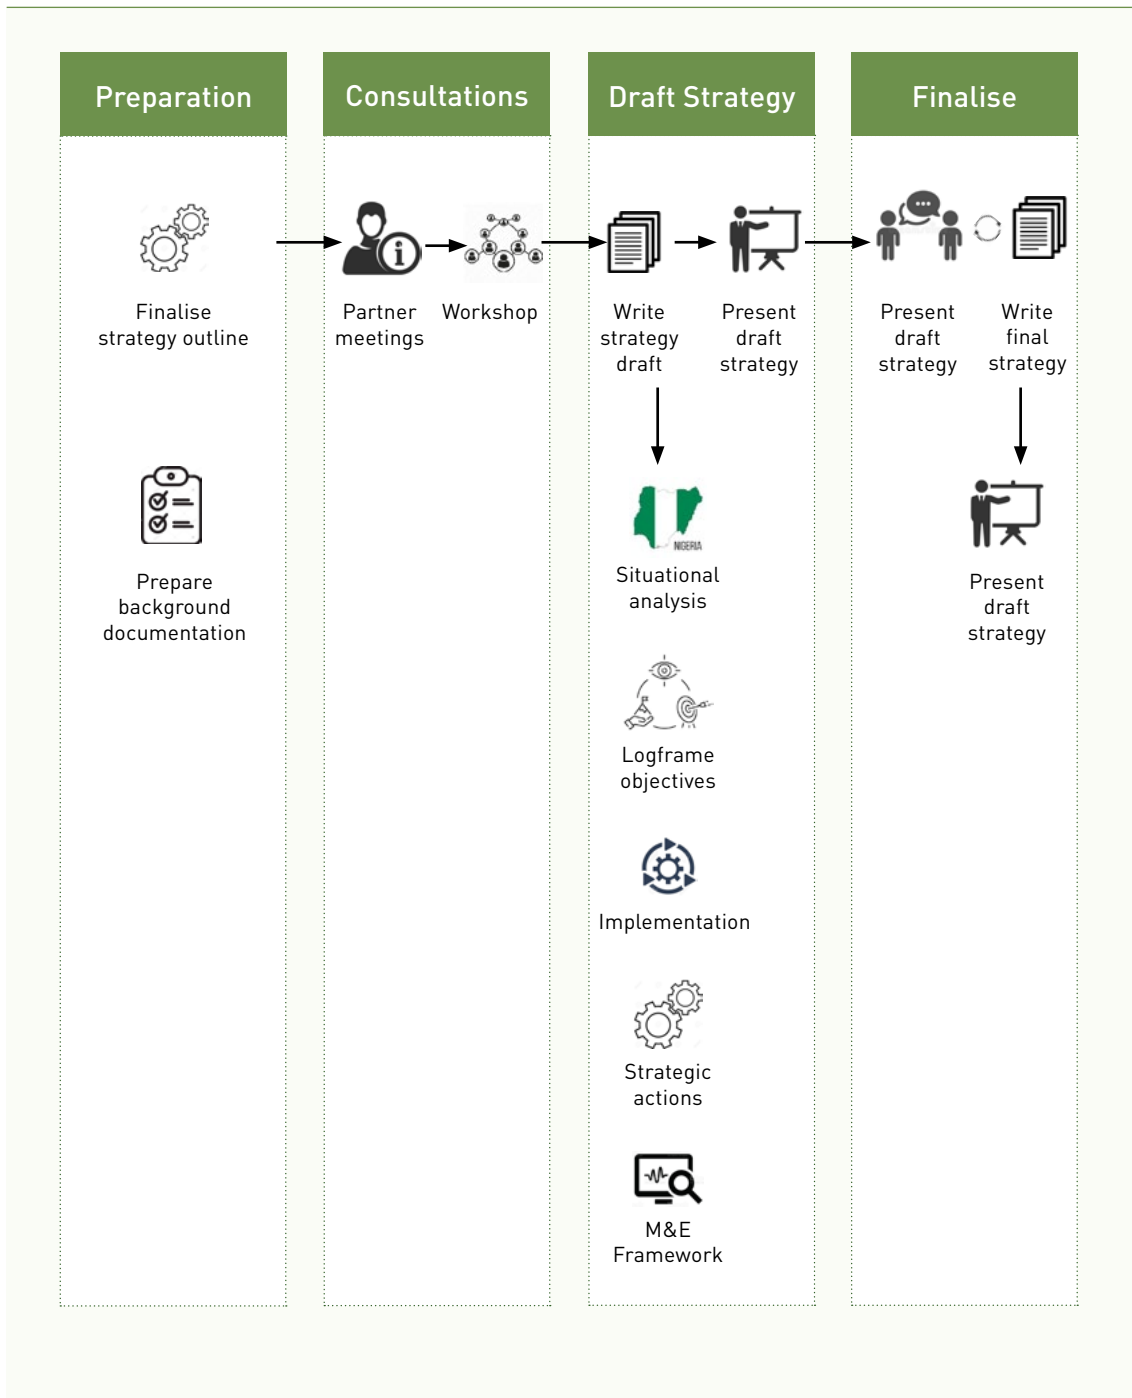 Preparation
Consultations
Draft Strategy
Finalise
Finalise
strategy outline
Prepare
background
documentation
Partner
meetings
Workshop
Write
strategy
draft
Present
draft
strategy
NIGERIA
Situational
analysis
Logframe
objectives
Implementation
Strategic
actions
M&E
Framework
Present
draft
strategy
Write
final
strategy
Present
draft
strategy